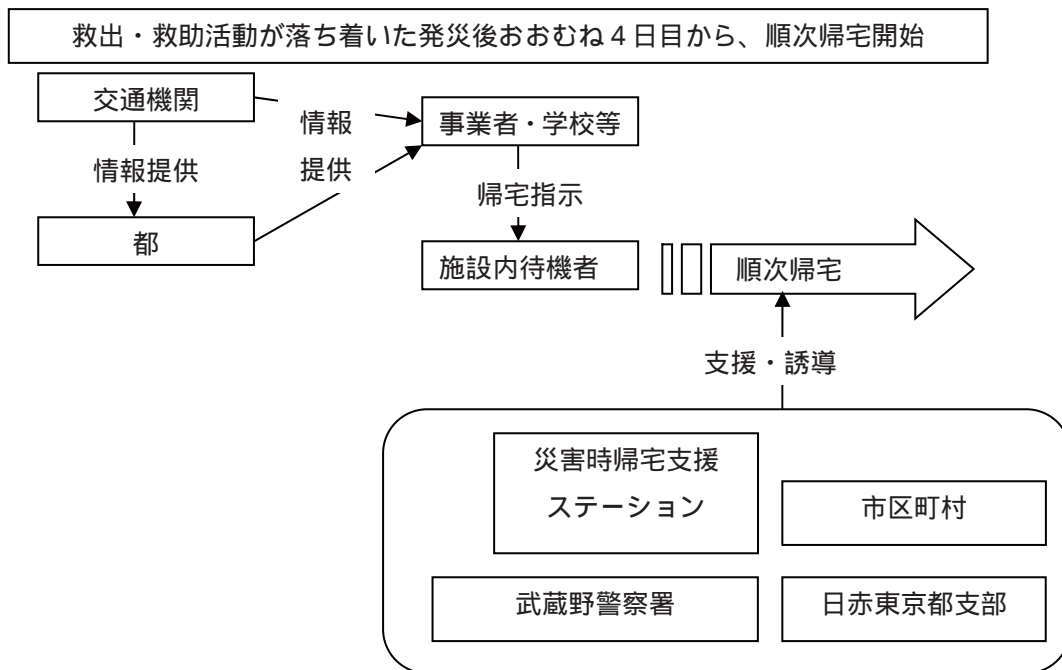 救出・救助活動が落ち着いた発災後おおむね４日目から、順次帰宅開始
交通機関
情報
提供
事業者・学校等
情報提供
帰宅指示
都
施設内待機者
順次帰宅
支援・誘導
災害時帰宅支援
ステーション
市区町村
武蔵野警察署
日赤東京都支部